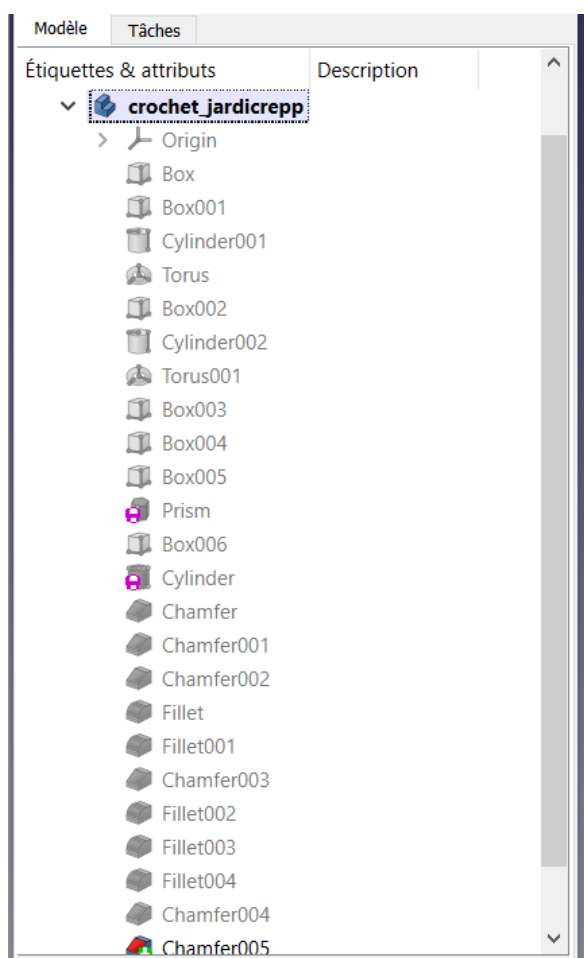 Modèle Tâches
Étiquettes & attributs Description
crochet_jardicrepp
Origin
Box
Box001
Cylinder001
Torus
Box002
Cylinder002
Torus001
Box003
Box004
Box005
Prism
Box006
Cylinder
Chamfer
Chamfer001
Chamfer002
Fillet
Fillet001
Chamfer003
Fillet002
Fillet003
Fillet004
Chamfer004
Chamfer005